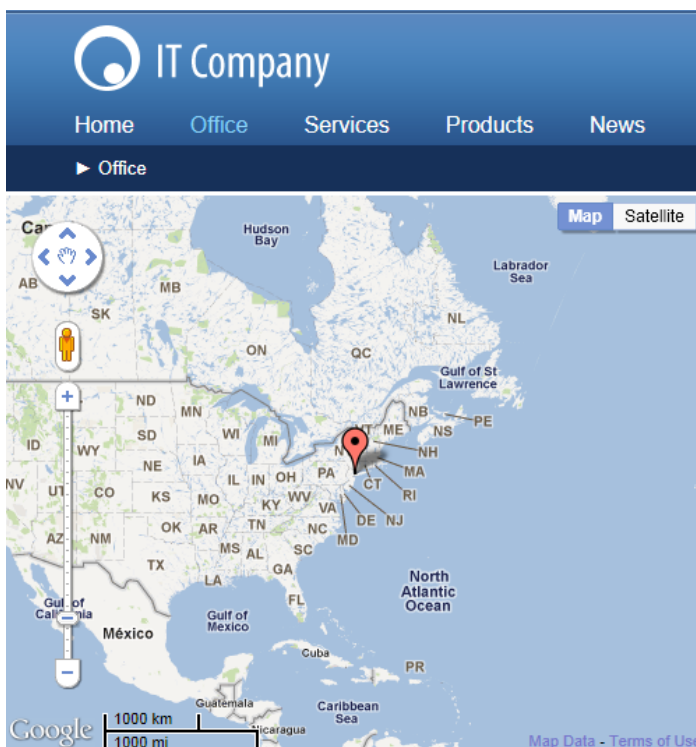 IT Company
Home Office Services Products News
► Office
Map Satellite
Hudson
Bay
Labrador
Sea
AB
MB
SK
NL
ON
QC
Gulf of St
Lawrence
ND
MN
NB
PE
ME
NS
VT
SD
WI
MI
NH
ID
WY
MA
NE
IA
PA
CT
RI
IL IN OH
NV
UT
CO
KS
MO
KY
WV
VA
DE NJ
MD
OK
AR
TN
NC
AZ
NM
MS
AL
SC
GA
TX
LA
FL
North
Atlantic
Ocean
Gulf of
Mexico
México
Cuba
PR
Guatemala
Caribbean
Sea
Google
1000 km
1000 mi
Map Data - Terms of Use